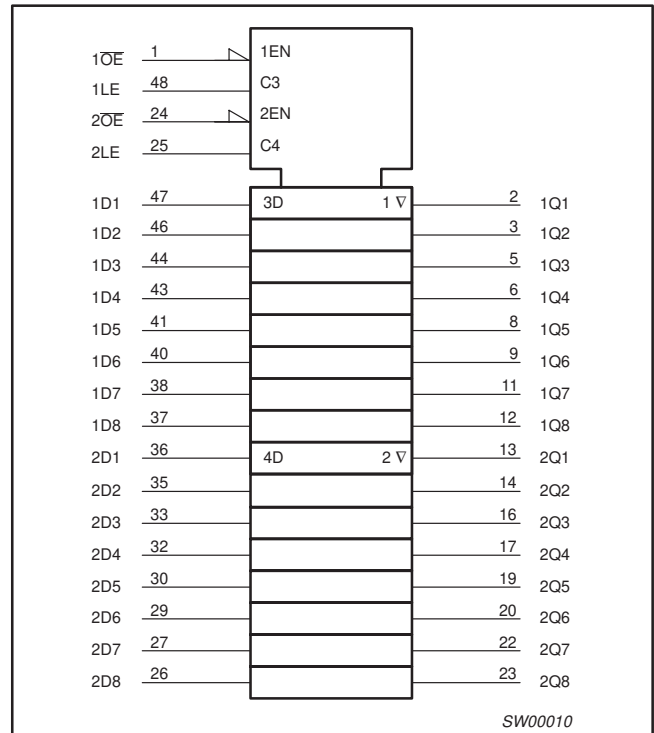 1O̅E̅ 1 1EN
1LE 48 C3
2O̅E̅ 24 2EN
2LE 25 C4
1D1 47 3D 1 ∇ 2 1Q1
1D2 46 3 1Q2
1D3 44 5 1Q3
1D4 43 6 1Q4
1D5 41 8 1Q5
1D6 40 9 1Q6
1D7 38 11 1Q7
1D8 37 12 1Q8
2D1 36 4D 2 ∇ 13 2Q1
2D2 35 14 2Q2
2D3 33 16 2Q3
2D4 32 17 2Q4
2D5 30 19 2Q5
2D6 29 20 2Q6
2D7 27 22 2Q7
2D8 26 23 2Q8
SW00010